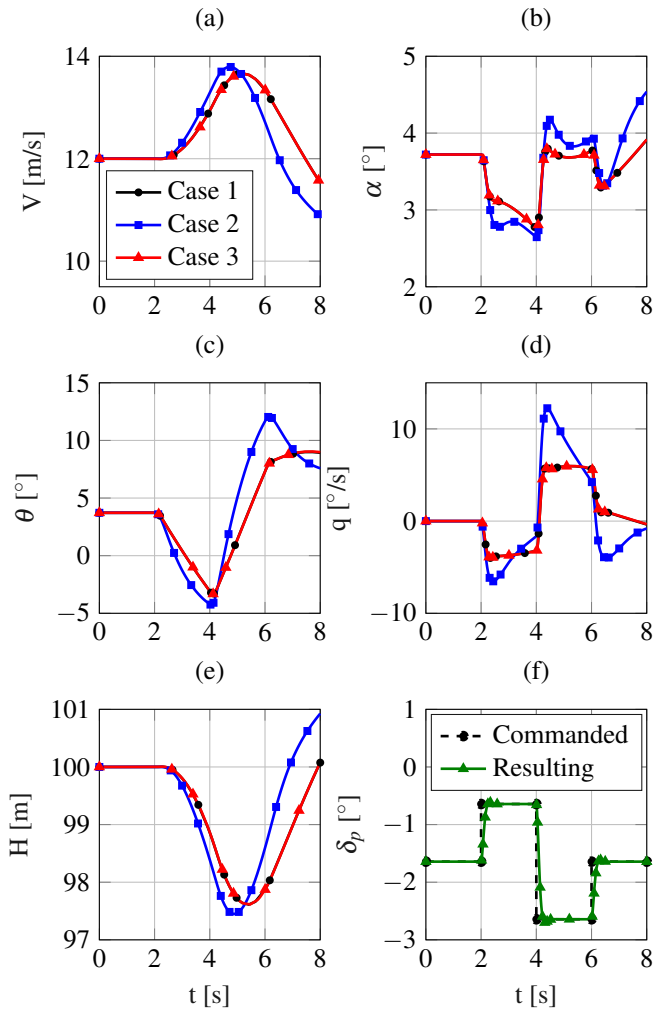 (a)
(b)
14
12
10
V [m/s]
Case 1
Case 2
Case 3
0 2 4 6 8
5
4
3
2
α [°]
0 2 4 6 8
(c)
(d)
15
10
5
0
−5
θ [°]
0 2 4 6 8
10
0
−10
q [°/s]
0 2 4 6 8
(e)
(f)
101
100
99
98
97
H [m]
0 2 4 6 8
t [s]
1
0
−1
−2
−3
δp [°]
Commanded
Resulting
0 2 4 6 8
t [s]